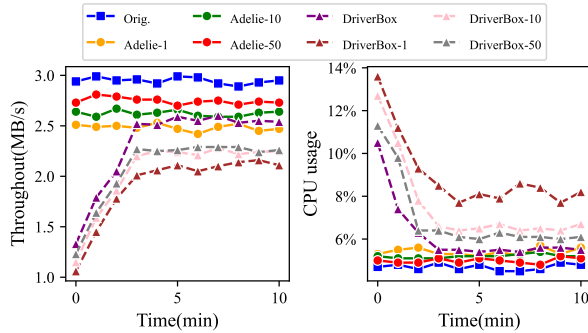 Orig. Adelie-10 DriverBox DriverBox-10
Adelie-1 Adelie-50 DriverBox-1 DriverBox-50
Throughout(MB/s)
3.0
2.5
2.0
1.5
1.0
0 5 10
Time(min)
CPU usage
14%
12%
10%
8%
6%
0 5 10
Time(min)